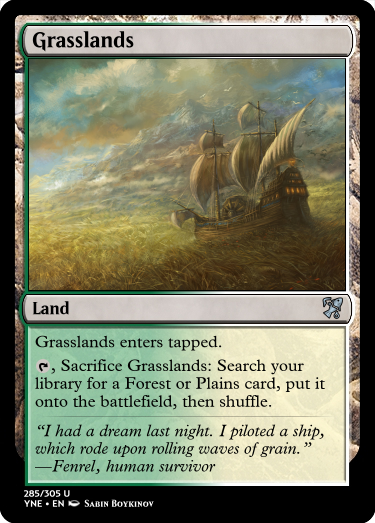 Grasslands
Land
Grasslands enters tapped.
, Sacrifice Grasslands: Search your
library for a Forest or Plains card, put it
onto the battlefield, then shuffle.
“I had a dream last night. I piloted a ship,
which rode upon rolling waves of grain.”
—Fenrel, human survivor
285/305 U
YNE • EN Sabin Boykinov